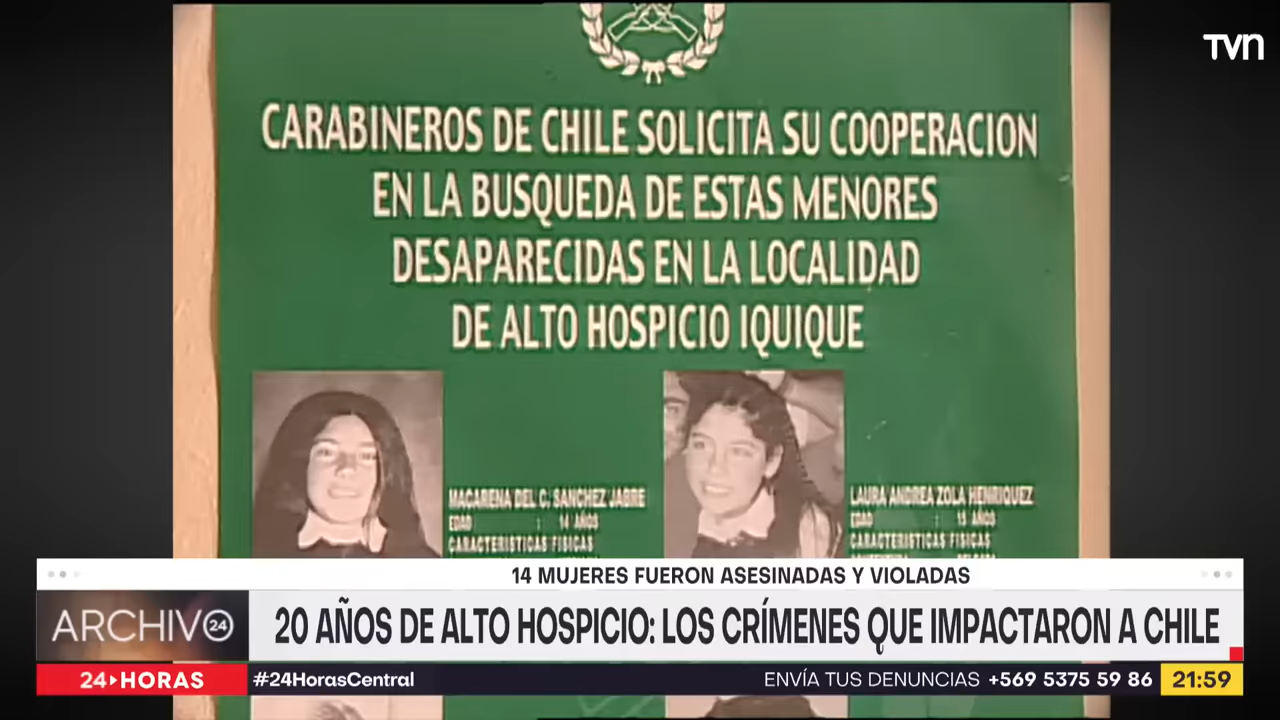 TVN
CARABINEROS DE CHILE SOLICITA SU COOPERACION
EN LA BUSQUEDA DE ESTAS MENORES
DESAPARECIDAS EN LA LOCALIDAD
DE ALTO HOSPICIO IQUIQUE
MACARENA DEL C. SANCHEZ JABRE
EDAD : 14 AÑOS
CARACTERISTICAS FISICAS
LAURA ANDREA ZOLA HENRIQUEZ
EDAD : 15 AÑOS
CARACTERISTICAS FISICAS
14 MUJERES FUERON ASESINADAS Y VIOLADAS
ARCHIVO 24
20 AÑOS DE ALTO HOSPICIO: LOS CRÍMENES QUE IMPACTARON A CHILE
24 HORAS
#24HorasCentral
ENVÍA TUS DENUNCIAS +569 5375 59 86
21:59